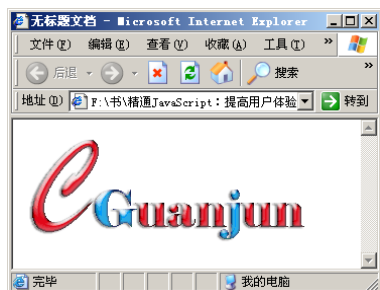 无标题文档 - Microsoft Internet Explorer
文件(F) 编辑(E) 查看(V) 收藏(A) 工具(T) »
后退 搜索 »
地址(D) F:\书\精通JavaScript：提高用户体验 转到
CGuanjun
完毕 我的电脑